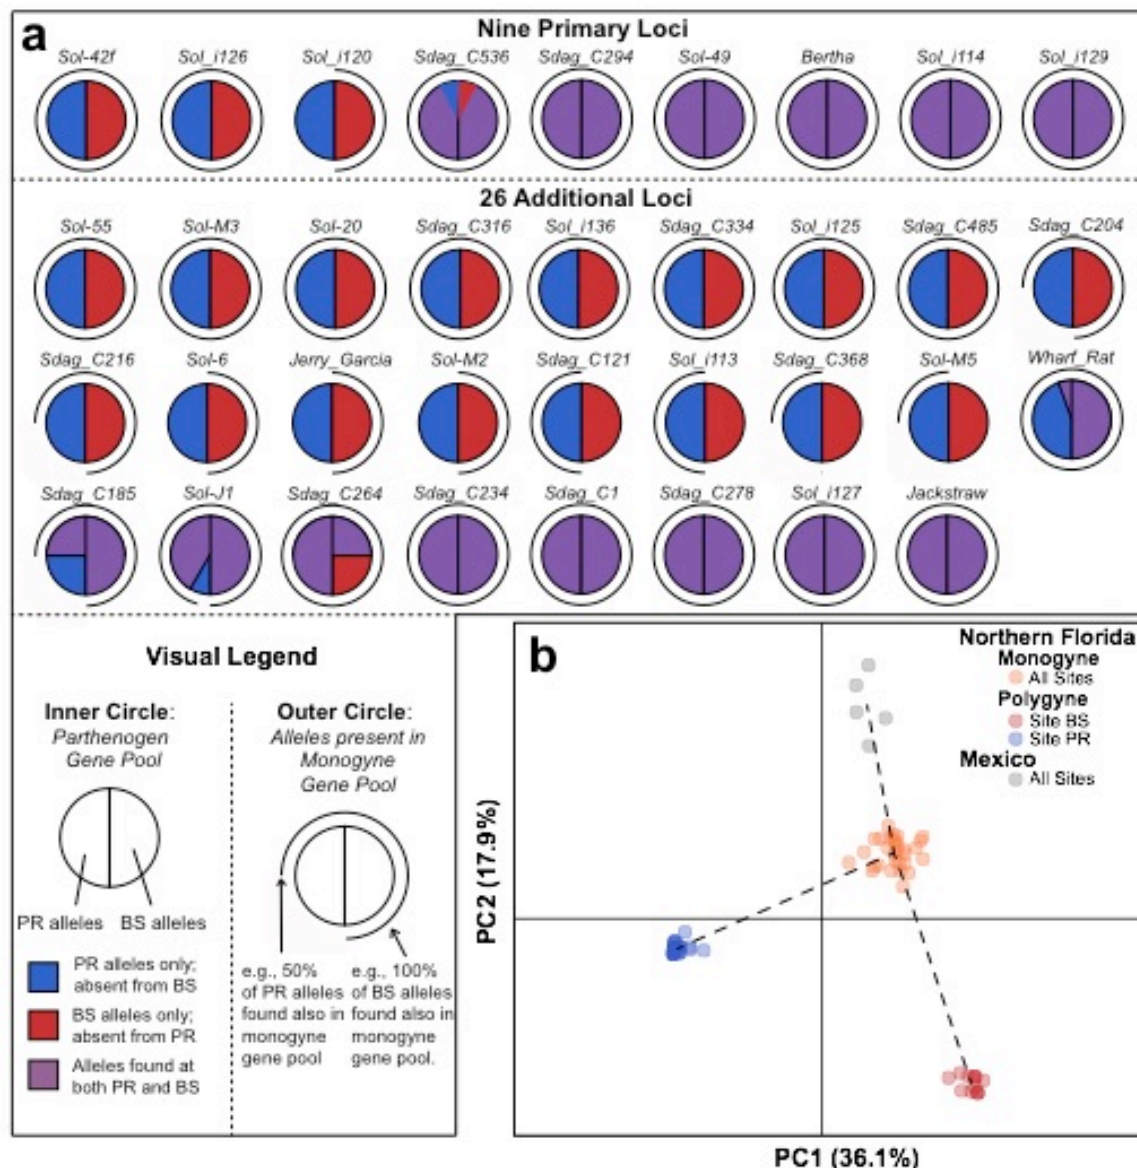 a
Nine Primary Loci
Sol-42f Sol_i126 Sol_i120 Sdag_C536 Sdag_C294 Sol-49 Bertha Sol_i114 Sol_i129
26 Additional Loci
Sol-55 Sol-M3 Sol-20 Sdag_C316 Sol_i136 Sdag_C334 Sol_i125 Sdag_C485 Sdag_C204
Sdag_C216 Sol-6 Jerry_Garcia Sol-M2 Sdag_C121 Sol_i113 Sdag_C368 Sol-M5 Wharf_Rat
Sdag_C185 Sol-J1 Sdag_C264 Sdag_C234 Sdag_C1 Sdag_C278 Sol_i127 Jackstraw
Visual Legend
Inner Circle:
Parthenogen
Gene Pool
PR alleles BS alleles
PR alleles only;
absent from BS
BS alleles only;
absent from PR
Alleles found at
both PR and BS
Outer Circle:
Alleles present in
Monogyne
Gene Pool
e.g., 50%
of PR alleles
found also in
monogyne
gene pool
e.g., 100%
of BS alleles
found also in
monogyne
gene pool.
b
Northern Florida
Monogyne
All Sites
Polygyne
Site BS
Site PR
Mexico
All Sites
PC2 (17.9%)
PC1 (36.1%)